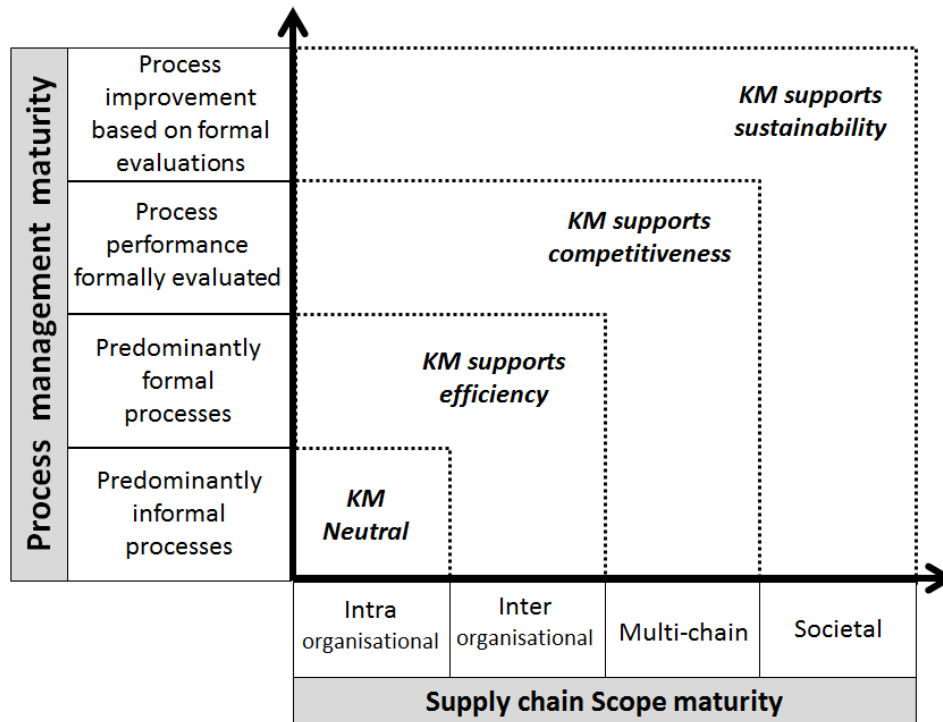 Process management maturity
Process
improvement
based on formal
evaluations
KM supports
sustainability
Process
performance
formally evaluated
KM supports
competitiveness
Predominantly
formal
processes
KM supports
efficiency
Predominantly
informal
processes
KM
Neutral
Intra
organisational
Inter
organisational
Multi-chain
Societal
Supply chain Scope maturity